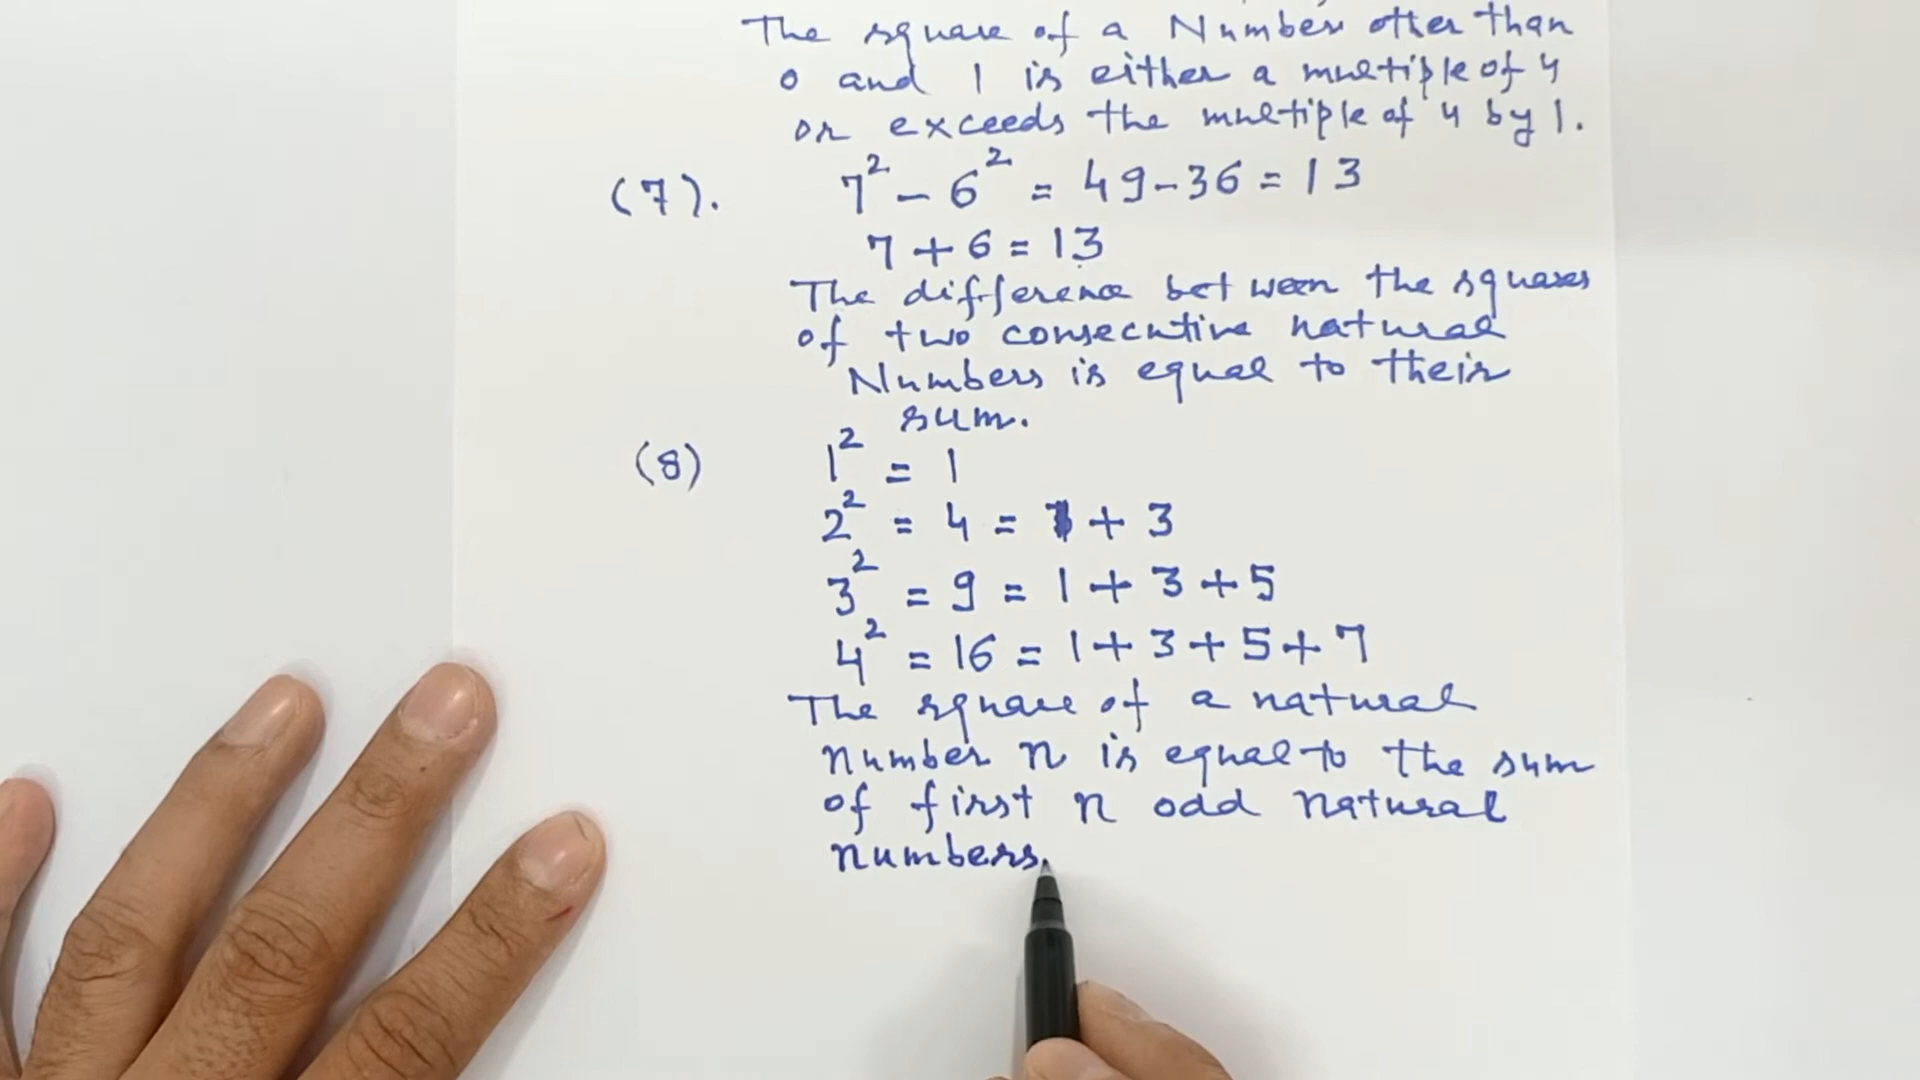 The square of a Number other than
0 and 1 is either a multiple of 4
or exceeds the multiple of 4 by 1.
(7). 7² - 6² = 49-36 = 13
7 + 6 = 13
The difference between the squares
of two consecutive natural
Numbers is equal to their
sum.
(8) 1² = 1
2² = 4 = 1 + 3
3² = 9 = 1 + 3 + 5
4² = 16 = 1 + 3 + 5 + 7
The square of a natural
number n is equal to the sum
of first n odd natural
numbers.